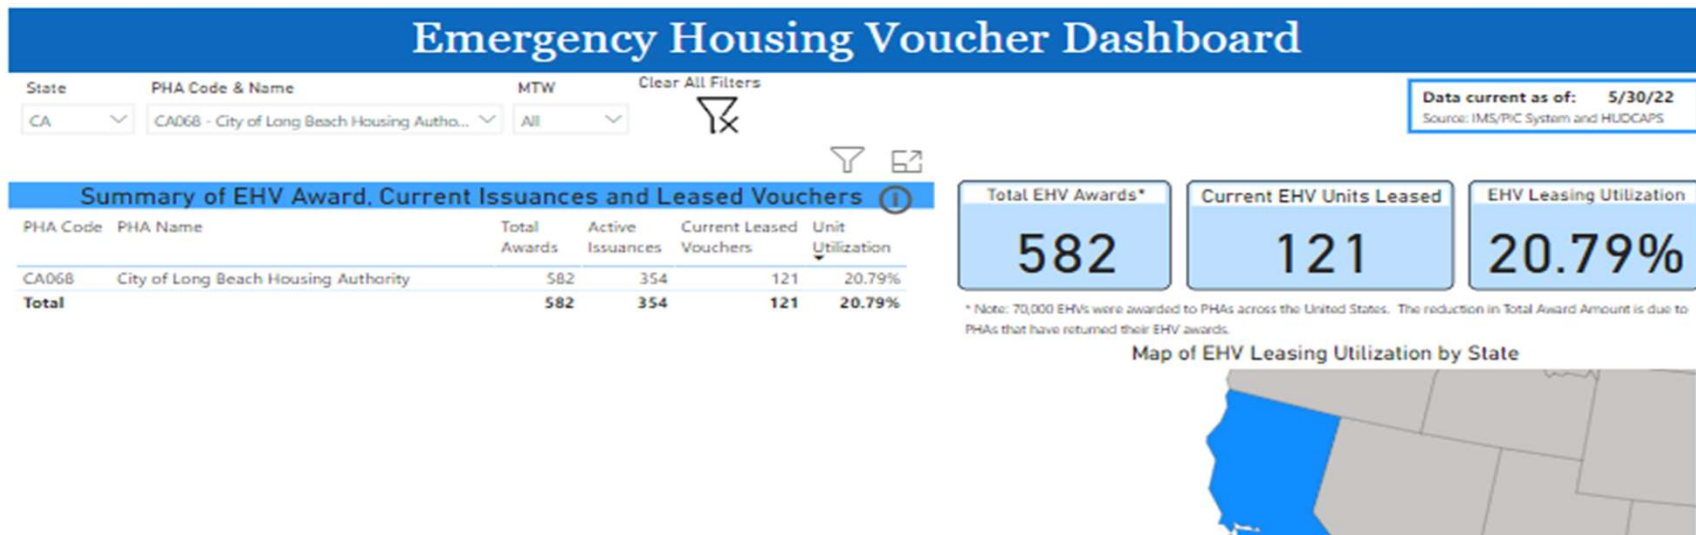 Emergency Housing Voucher Dashboard
State PHA Code & Name MTW Clear All Filters
CA CA068 - City of Long Beach Housing Autho... All
Data current as of: 5/30/22
Source: IMS/PIC System and HUDCAPS
Summary of EHV Award, Current Issuances and Leased Vouchers
PHA Code PHA Name Total Awards Active Issuances Current Leased Vouchers Unit Utilization
CA068 City of Long Beach Housing Authority 582 354 121 20.79%
Total 582 354 121 20.79%
Total EHV Awards*
582
Current EHV Units Leased
121
EHV Leasing Utilization
20.79%
* Note: 70,000 EHVs were awarded to PHAs across the United States. The reduction in Total Award Amount is due to
PHAs that have returned their EHV awards.
Map of EHV Leasing Utilization by State